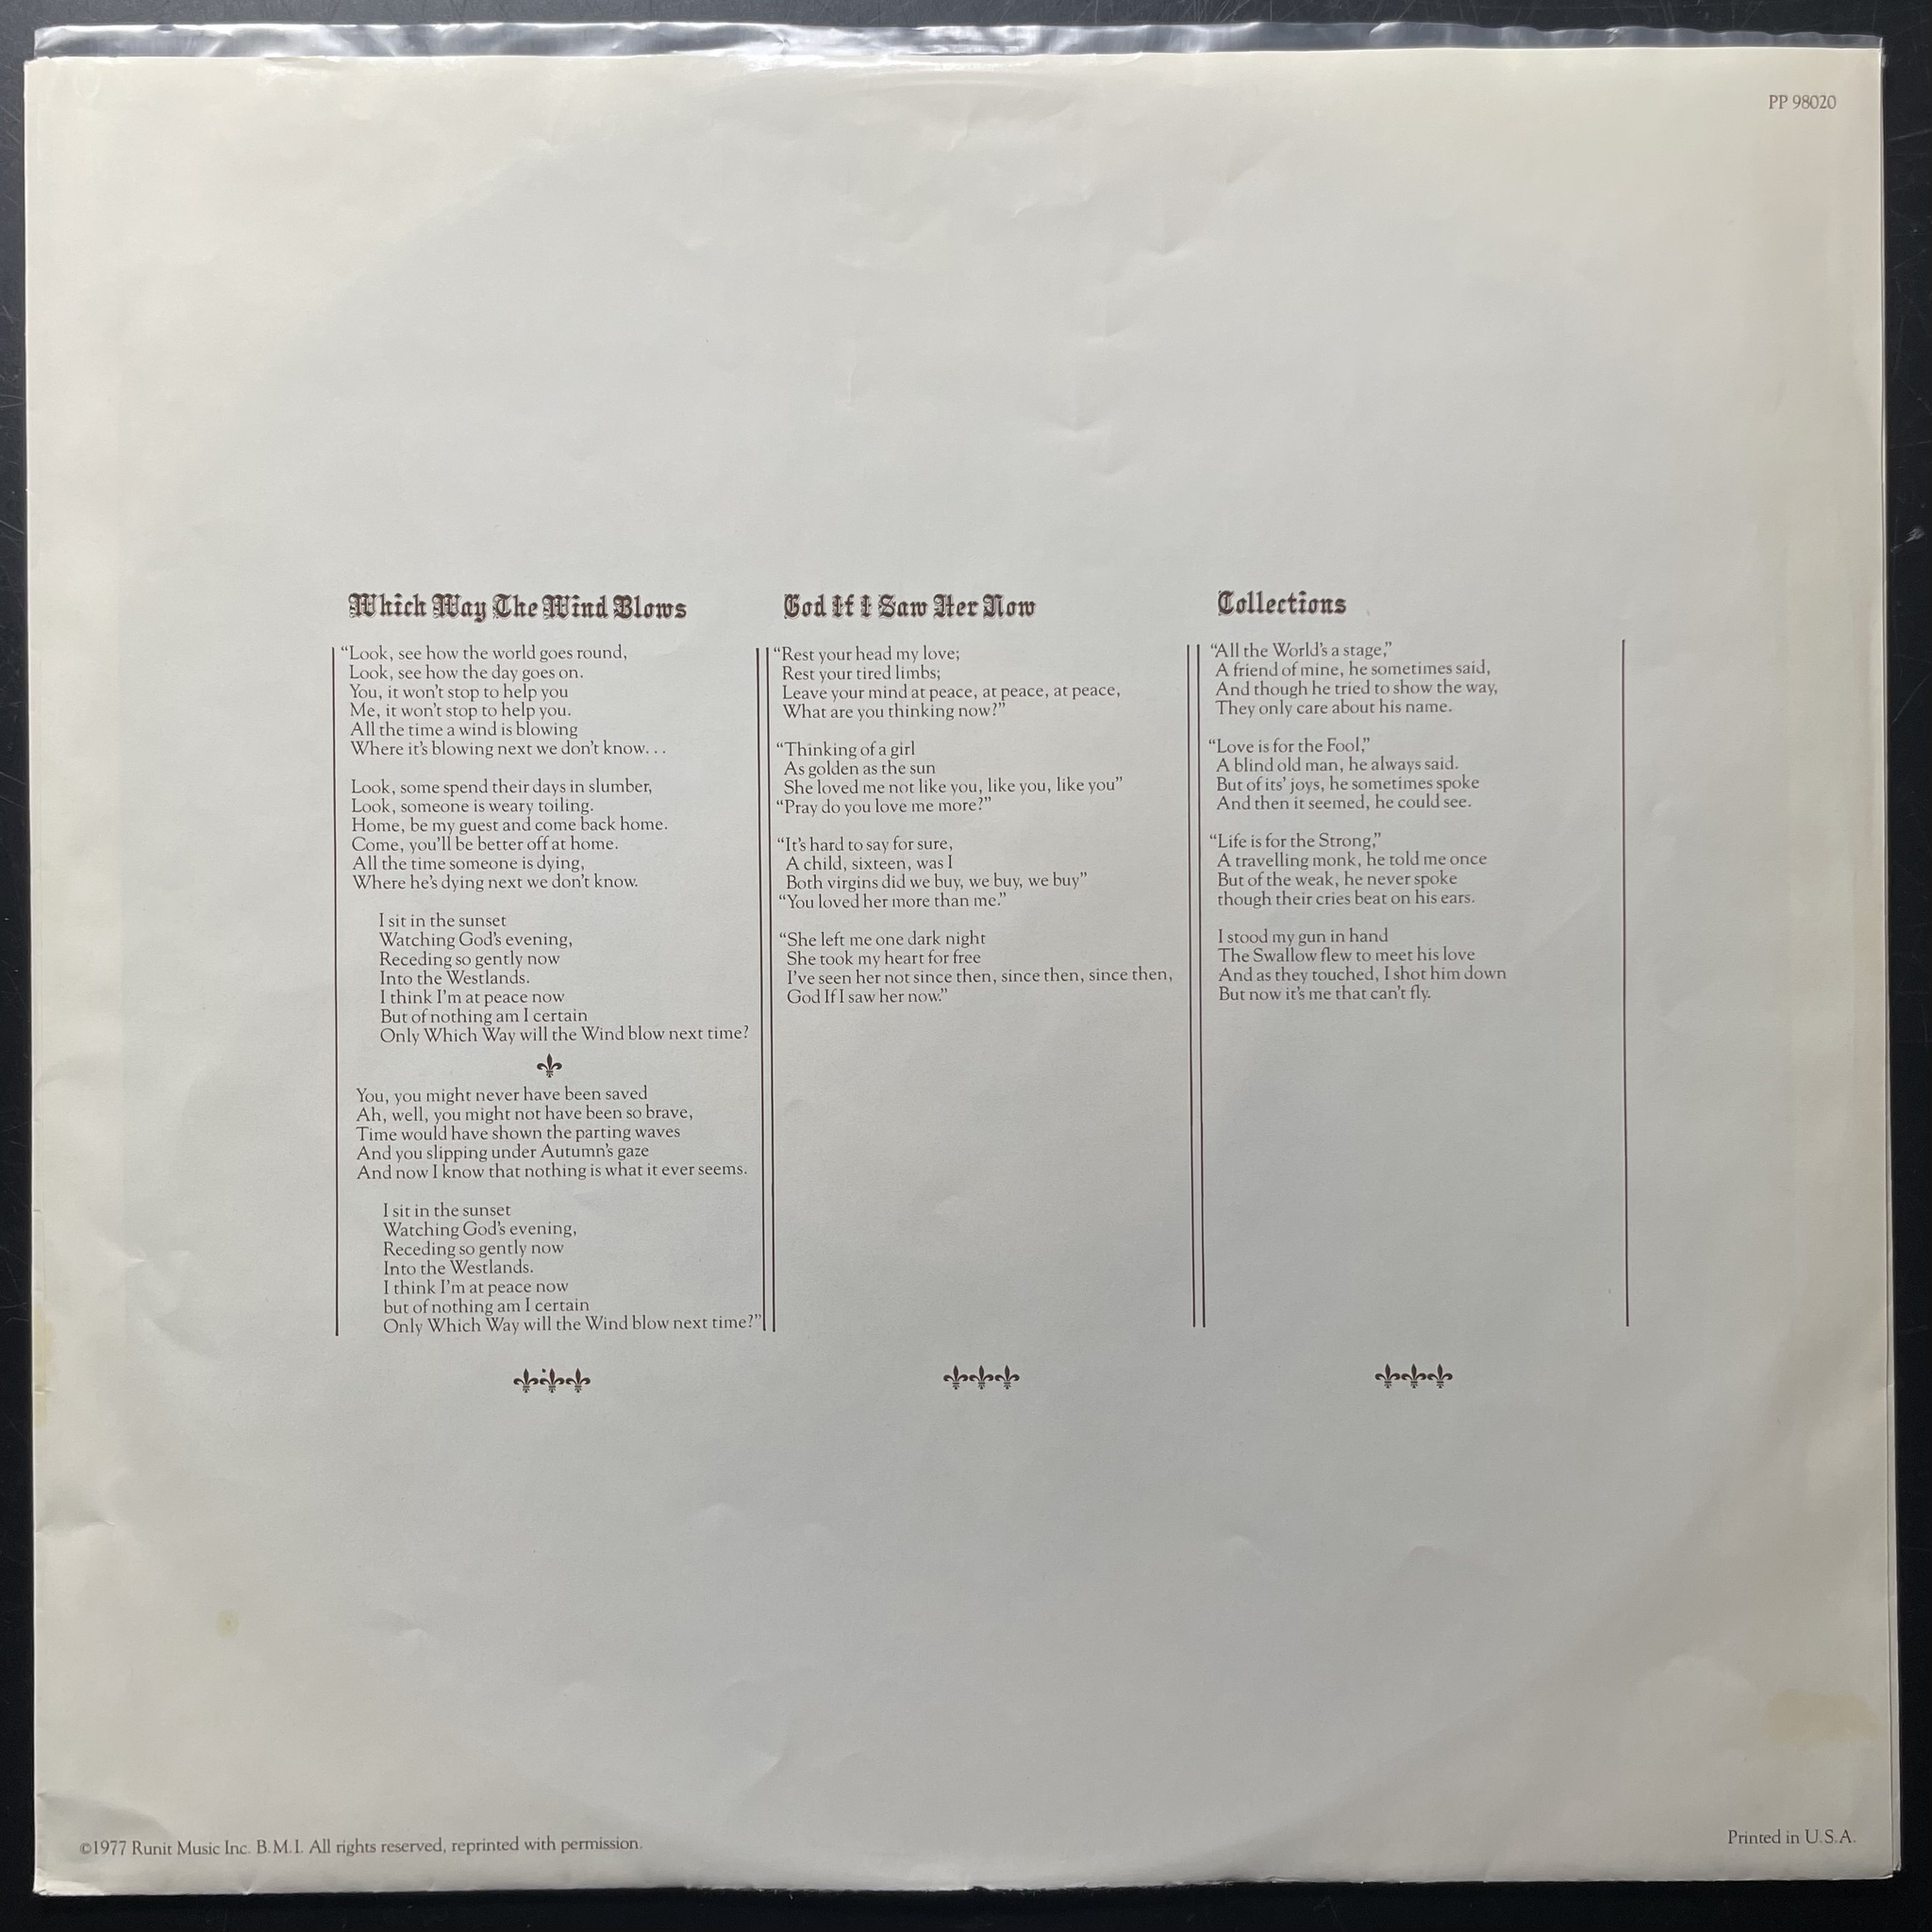 PP 98020
Which Way The Wind Blows
“Look, see how the world goes round,
Look, see how the day goes on.
You, it won’t stop to help you
Me, it won’t stop to help you.
All the time a wind is blowing
Where it’s blowing next we don’t know. . .
Look, some spend their days in slumber,
Look, someone is weary toiling.
Home, be my guest and come back home.
Come, you’ll be better off at home.
All the time someone is dying,
Where he’s dying next we don’t know.
I sit in the sunset
Watching God’s evening,
Receding so gently now
Into the Westlands.
I think I’m at peace now
But of nothing am I certain
Only Which Way will the Wind blow next time?
You, you might never have been saved
Ah, well, you might not have been so brave,
Time would have shown the parting waves
And you slipping under Autumn’s gaze
And now I know that nothing is what it ever seems.
I sit in the sunset
Watching God’s evening,
Receding so gently now
Into the Westlands.
I think I’m at peace now
but of nothing am I certain
Only Which Way will the Wind blow next time?”
God If I Saw Her Now
“Rest your head my love;
Rest your tired limbs;
Leave your mind at peace, at peace, at peace,
What are you thinking now?”
“Thinking of a girl
As golden as the sun
She loved me not like you, like you, like you”
“Pray do you love me more?”
“It’s hard to say for sure,
A child, sixteen, was I
Both virgins did we buy, we buy, we buy”
“You loved her more than me.”
“She left me one dark night
She took my heart for free
I’ve seen her not since then, since then, since then,
God If I saw her now.”
Collections
“All the World’s a stage,”
A friend of mine, he sometimes said,
And though he tried to show the way,
They only care about his name.
“Love is for the Fool,”
A blind old man, he always said.
But of its’ joys, he sometimes spoke
And then it seemed, he could see.
“Life is for the Strong,”
A travelling monk, he told me once
But of the weak, he never spoke
though their cries beat on his ears.
I stood my gun in hand
The Swallow flew to meet his love
And as they touched, I shot him down
But now it’s me that can’t fly.
©1977 Runit Music Inc. B.M.I. All rights reserved, reprinted with permission.
Printed in U.S.A.